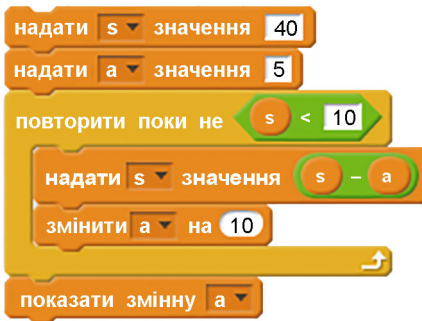 надати s значення 40
надати a значення 5
повторити поки не s < 10
надати s значення s – a
змінити a на 10
показати змінну a